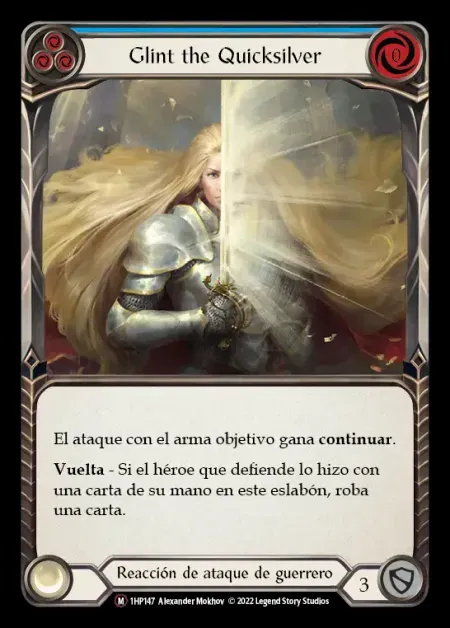 Glint the Quicksilver
0
El ataque con el arma objetivo gana continuar.
Vuelta - Si el héroe que defiende lo hizo con
una carta de su mano en este eslabón, roba
una carta.
Reacción de ataque de guerrero
3
M 1HP147 Alexander Mokhov © 2022 Legend Story Studios